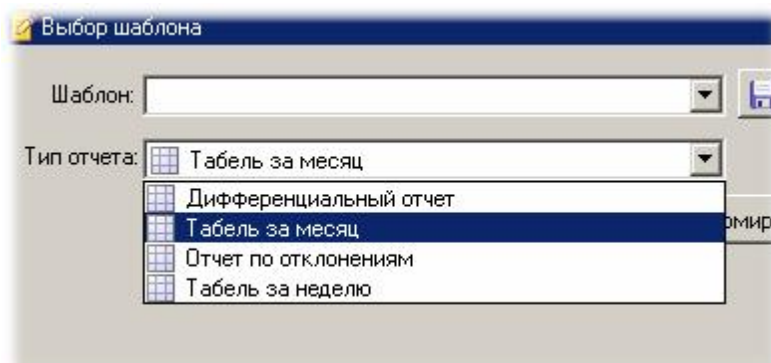 Выбор шаблона
Шаблон:
Тип отчета: Табель за месяц
Дифференциальный отчет
Табель за месяц
Отчет по отклонениям
Табель за неделю